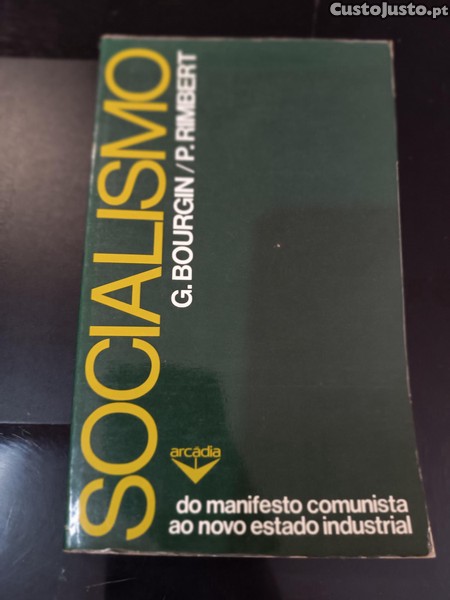 CustoJusto.pt
SOCIALISMO
G. BOURGIN / P. RIMBERT
arcádia
do manifesto comunista
ao novo estado industrial